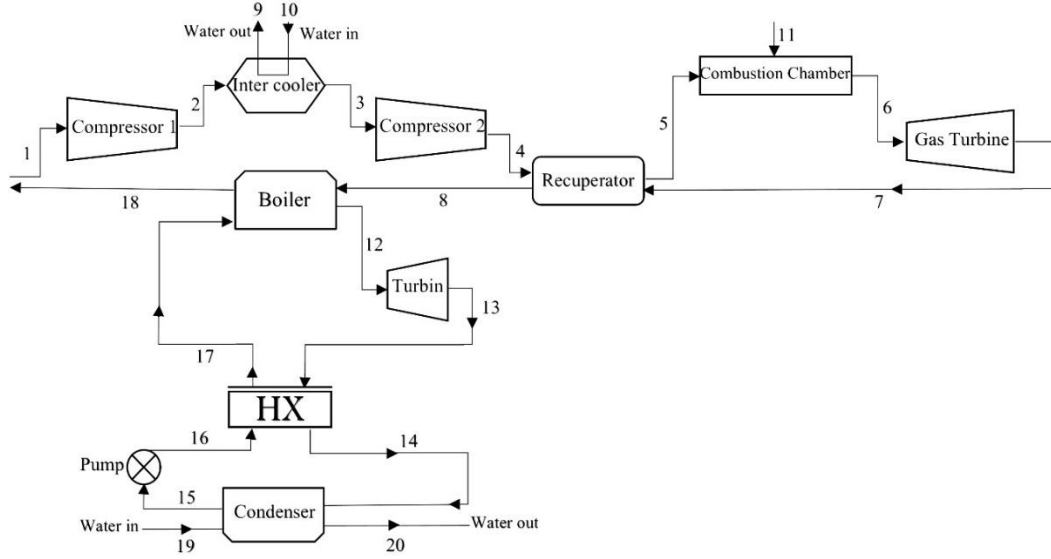 9
10
Water out
Water in
11
Inter cooler
Combustion Chamber
2
3
5
6
Compressor 1
Compressor 2
Gas Turbine
1
4
Recuperator
Boiler
18
8
7
12
Turbin
13
17
HX
16
14
Pump
15
Condenser
Water in
Water out
19
20